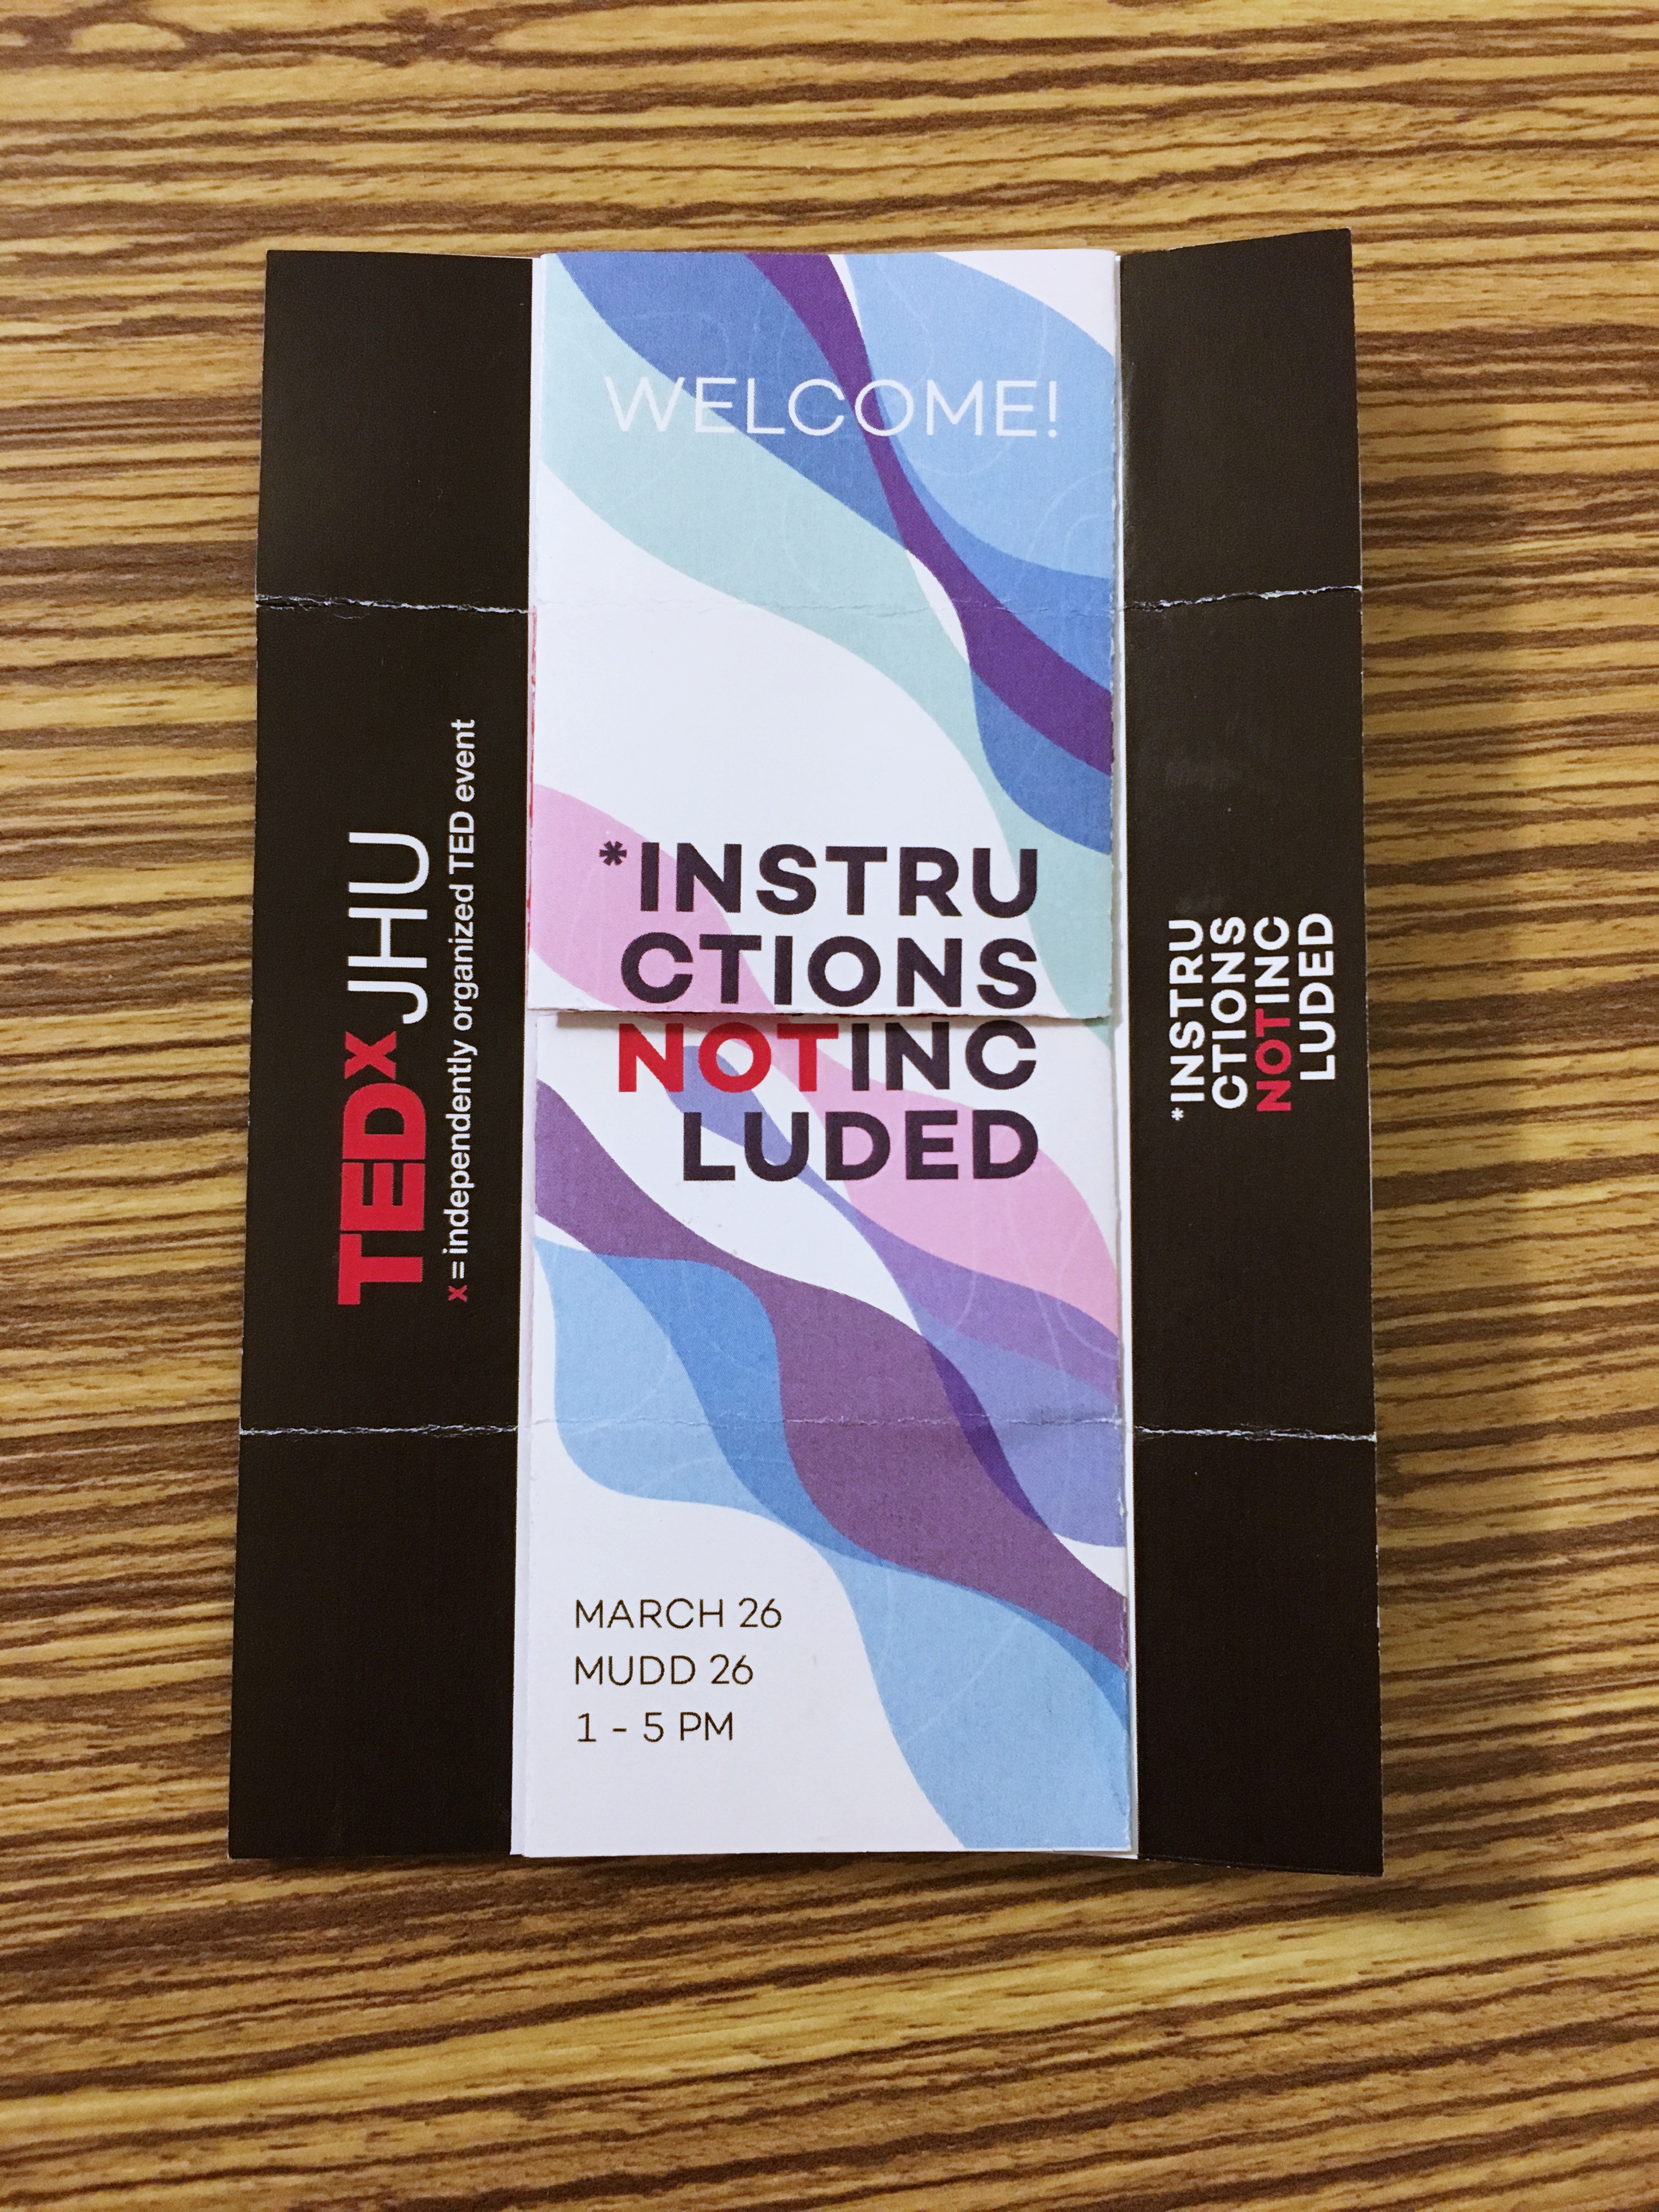 TEDxJHU
x = independently organized TED event
WELCOME!
*INSTRU
CTIONS
NOTINC
LUDED
MARCH 26
MUDD 26
1 - 5 PM
*INSTRU
CTIONS
NOTINC
LUDED